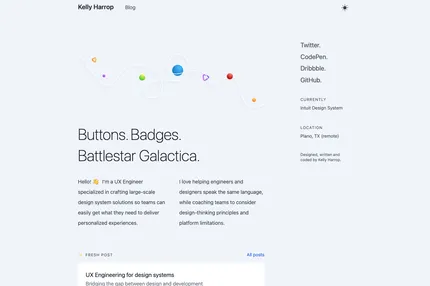 Kelly Harrop
Blog
Buttons. Badges.
Battlestar Galactica.
Hello! 👋 I'm a UX Engineer
specialized in crafting large-scale
design system solutions so teams can
easily get what they need to deliver
personalized experiences.
I love helping engineers and
designers speak the same language,
while coaching teams to consider
design-thinking principles and
platform limitations.
FRESH POST
All posts
UX Engineering for design systems
Bridging the gap between design and development
Twitter.
CodePen.
Dribbble.
GitHub.
CURRENTLY
Intuit Design System
LOCATION
Plano, TX (remote)
Designed, written and
coded by Kelly Harrop.